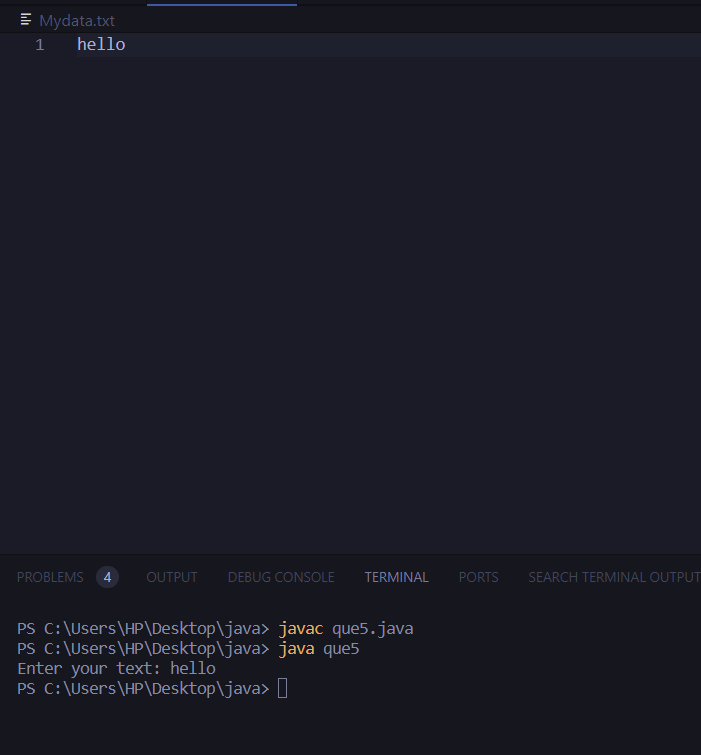 Mydata.txt
1 hello
PROBLEMS 4 OUTPUT DEBUG CONSOLE TERMINAL PORTS SEARCH TERMINAL OUTPUT
PS C:\Users\HP\Desktop\java> javac que5.java
PS C:\Users\HP\Desktop\java> java que5
Enter your text: hello
PS C:\Users\HP\Desktop\java>